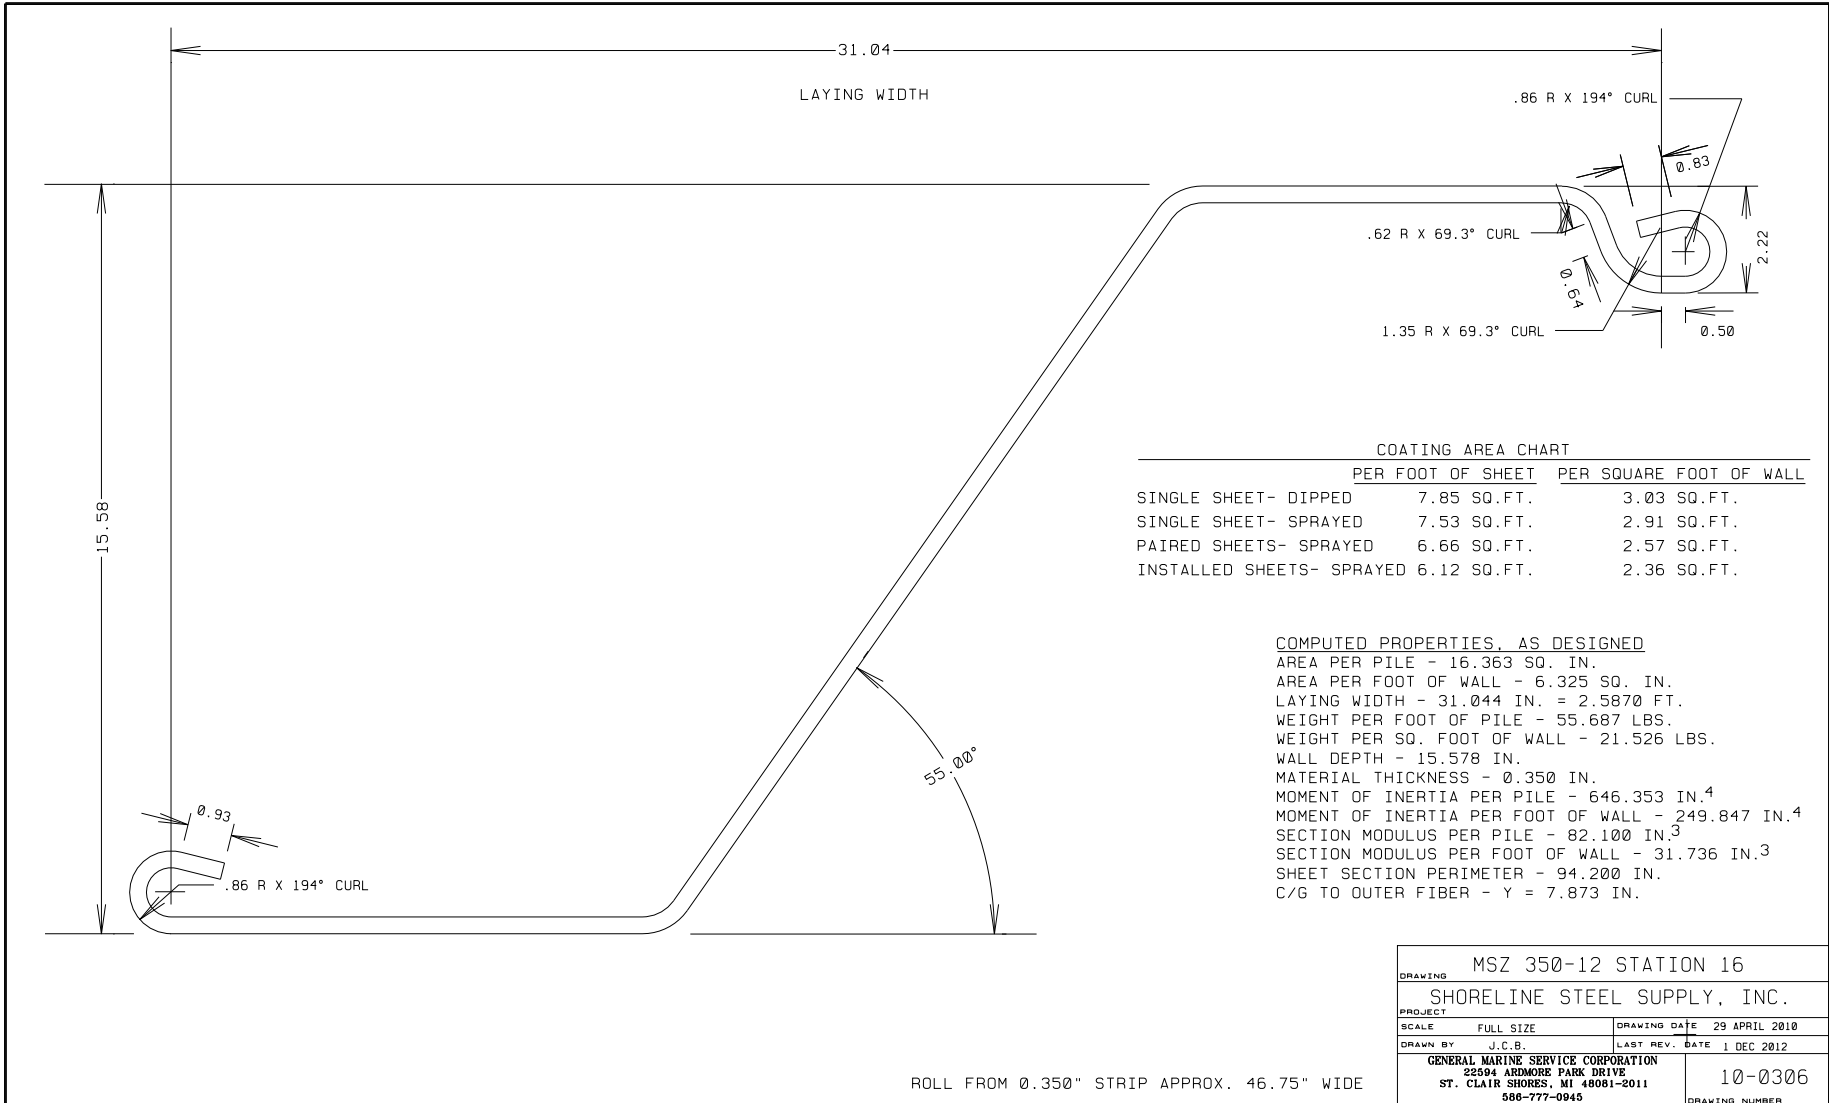 31.04
LAYING WIDTH
.86 R X 194° CURL
0.83
.62 R X 69.3° CURL
2.22
0.64
1.35 R X 69.3° CURL
0.50
15.58
COATING AREA CHART
PER FOOT OF SHEET PER SQUARE FOOT OF WALL
SINGLE SHEET- DIPPED 7.85 SQ.FT. 3.03 SQ.FT.
SINGLE SHEET- SPRAYED 7.53 SQ.FT. 2.91 SQ.FT.
PAIRED SHEETS- SPRAYED 6.66 SQ.FT. 2.57 SQ.FT.
INSTALLED SHEETS- SPRAYED 6.12 SQ.FT. 2.36 SQ.FT.
COMPUTED PROPERTIES, AS DESIGNED
AREA PER PILE - 16.363 SQ. IN.
AREA PER FOOT OF WALL - 6.325 SQ. IN.
LAYING WIDTH - 31.044 IN. = 2.5870 FT.
WEIGHT PER FOOT OF PILE - 55.687 LBS.
WEIGHT PER SQ. FOOT OF WALL - 21.526 LBS.
WALL DEPTH - 15.578 IN.
MATERIAL THICKNESS - 0.350 IN.
MOMENT OF INERTIA PER PILE - 646.353 IN.4
MOMENT OF INERTIA PER FOOT OF WALL - 249.847 IN.4
SECTION MODULUS PER PILE - 82.100 IN.3
SECTION MODULUS PER FOOT OF WALL - 31.736 IN.3
SHEET SECTION PERIMETER - 94.200 IN.
C/G TO OUTER FIBER - Y = 7.873 IN.
55.00°
0.93
.86 R X 194° CURL
DRAWING MSZ 350-12 STATION 16
SHORELINE STEEL SUPPLY, INC.
PROJECT
SCALE FULL SIZE DRAWING DATE 29 APRIL 2010
DRAWN BY J.C.B. LAST REV. DATE 1 DEC 2012
GENERAL MARINE SERVICE CORPORATION
22594 ARDMORE PARK DRIVE
ST. CLAIR SHORES, MI 48081-2011
586-777-0945
10-0306
DRAWING NUMBER
ROLL FROM 0.350" STRIP APPROX. 46.75" WIDE